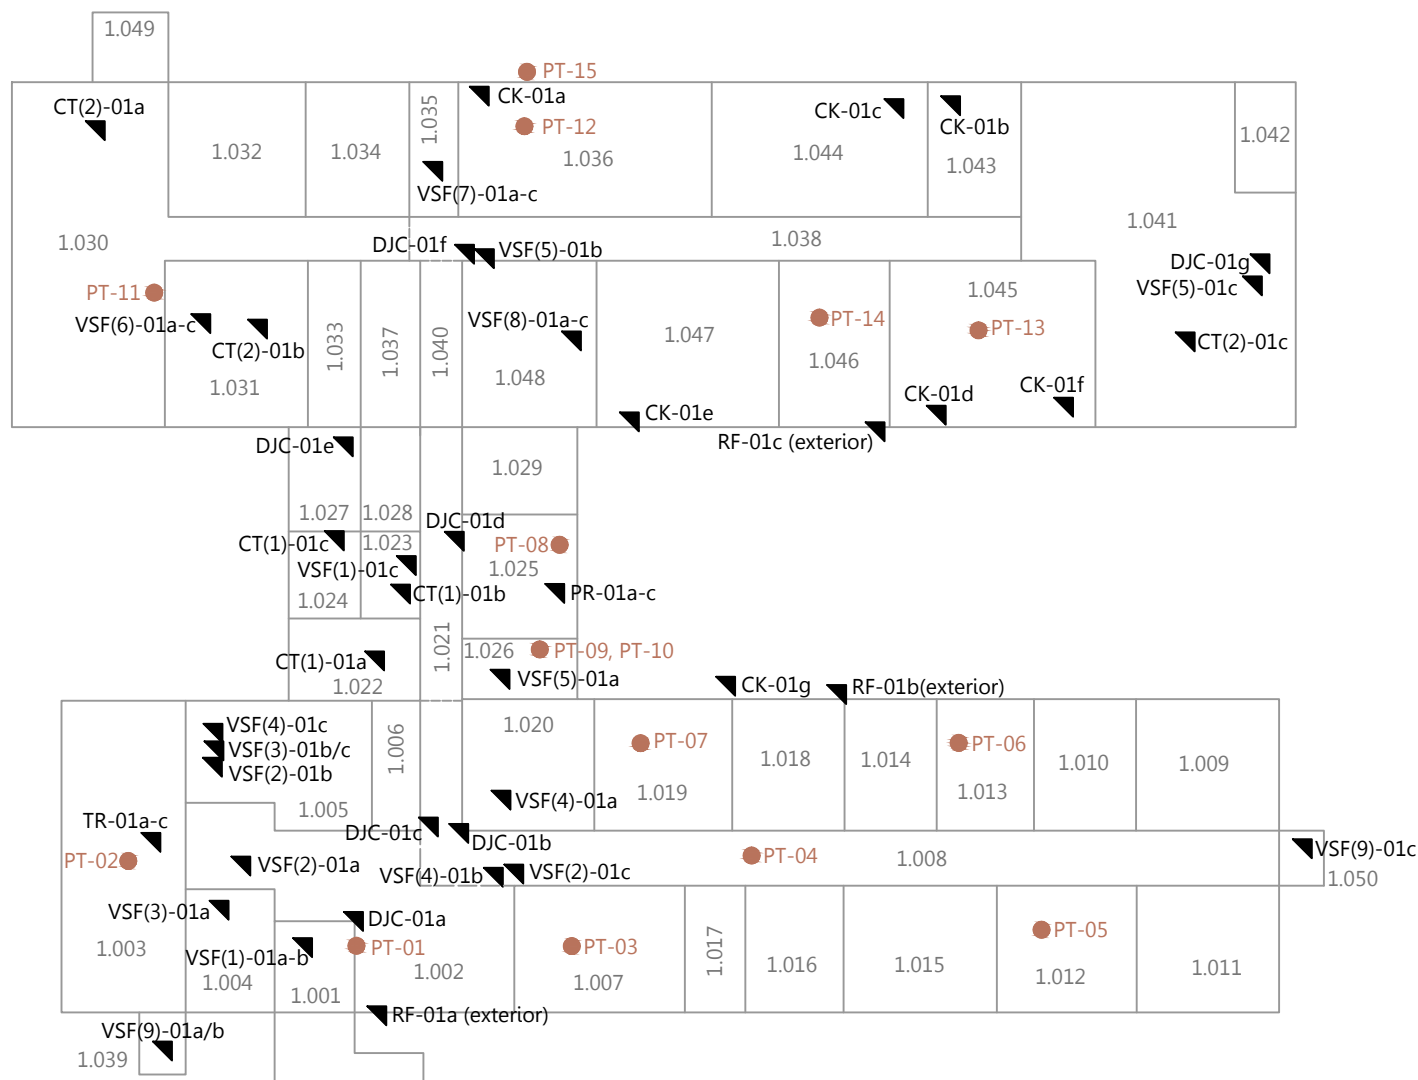 1.049
PT-15
CT(2)-01a
1.035
CK-01a
CK-01c
CK-01b
PT-12
1.032
1.034
1.036
1.044
1.043
1.042
VSF(7)-01a-c
1.030
DJC-01f
VSF(5)-01b
1.038
1.041
DJC-01g
VSF(5)-01c
PT-11
1.045
VSF(6)-01a-c
CT(2)-01b
1.033
1.037
1.040
VSF(8)-01a-c
1.047
PT-14
PT-13
CT(2)-01c
1.031
1.048
1.046
CK-01e
CK-01d
CK-01f
DJC-01e
RF-01c (exterior)
1.029
1.027
1.028
DJC-01d
CT(1)-01c
1.023
PT-08
VSF(1)-01c
1.025
1.024
CT(1)-01b
PR-01a-c
1.021
1.026
PT-09, PT-10
CT(1)-01a
1.022
VSF(5)-01a
CK-01g
RF-01b(exterior)
VSF(4)-01c
VSF(3)-01b/c
VSF(2)-01b
1.006
1.020
PT-07
PT-06
1.018
1.014
1.010
1.009
1.005
VSF(4)-01a
1.019
1.013
TR-01a-c
DJC-01c
DJC-01b
PT-02
VSF(2)-01a
VSF(4)-01b
VSF(2)-01c
PT-04
1.008
VSF(9)-01c
1.050
VSF(3)-01a
DJC-01a
1.003
VSF(1)-01a-b
PT-01
PT-03
PT-05
1.004
1.001
1.002
1.007
1.017
1.016
1.015
1.012
1.011
RF-01a (exterior)
VSF(9)-01a/b
1.039